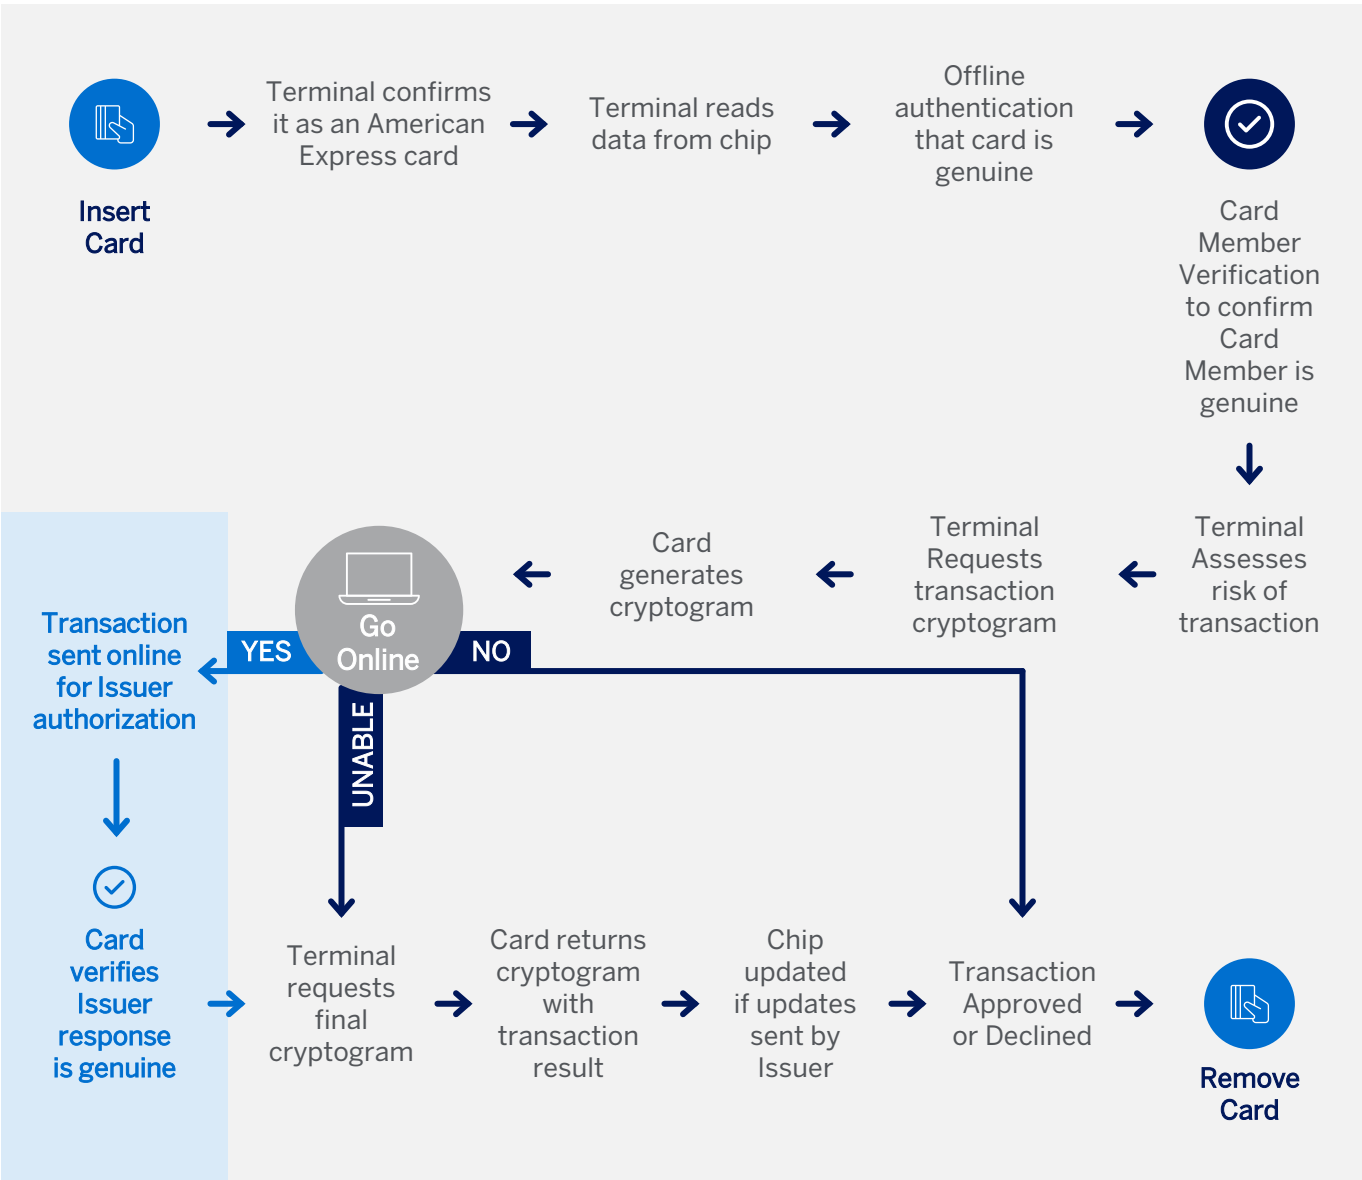 Insert
Card
Terminal confirms
it as an American
Express card
Terminal reads
data from chip
Offline
authentication
that card is
genuine
Card
Member
Verification
to confirm
Card
Member is
genuine
Terminal
Assesses
risk of
transaction
Terminal
Requests
transaction
cryptogram
Card
generates
cryptogram
Go
Online
YES
NO
UNABLE
Transaction
sent online
for Issuer
authorization
Card
verifies
Issuer
response
is genuine
Terminal
requests
final
cryptogram
Card returns
cryptogram
with
transaction
result
Chip
updated
if updates
sent by
Issuer
Transaction
Approved
or Declined
Remove
Card